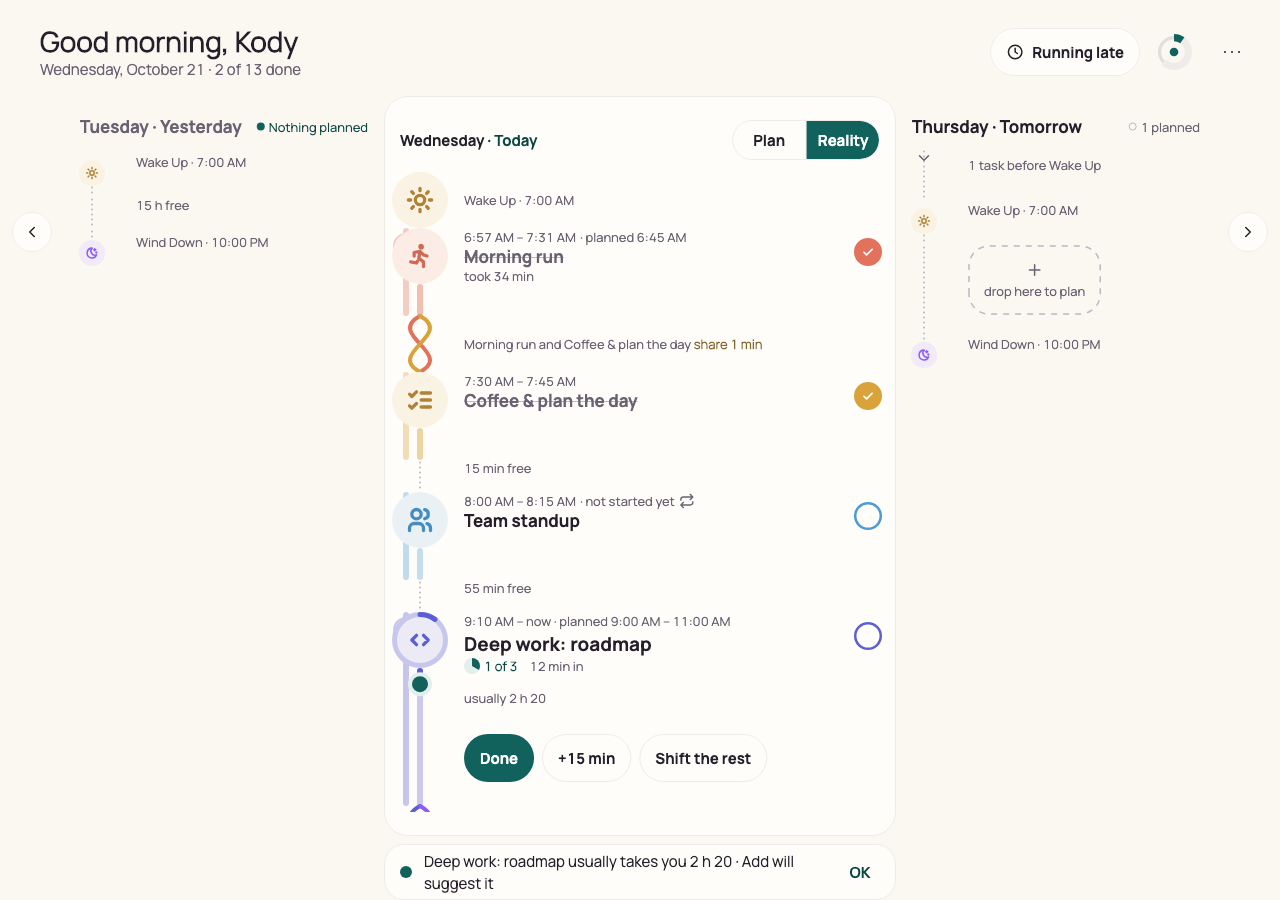 Good morning, Kody
Wednesday, October 21 · 2 of 13 done
Running late
Tuesday · Yesterday
Nothing planned
Wake Up · 7:00 AM
15 h free
Wind Down · 10:00 PM
Wednesday · Today
Plan
Reality
Wake Up · 7:00 AM
6:57 AM – 7:31 AM · planned 6:45 AM
Morning run
took 34 min
Morning run and Coffee & plan the day share 1 min
7:30 AM – 7:45 AM
Coffee & plan the day
15 min free
8:00 AM – 8:15 AM · not started yet
Team standup
55 min free
9:10 AM – now · planned 9:00 AM – 11:00 AM
Deep work: roadmap
1 of 3 12 min in
usually 2 h 20
Done
+15 min
Shift the rest
Deep work: roadmap usually takes you 2 h 20 · Add will
suggest it
OK
Thursday · Tomorrow
1 planned
1 task before Wake Up
Wake Up · 7:00 AM
drop here to plan
Wind Down · 10:00 PM